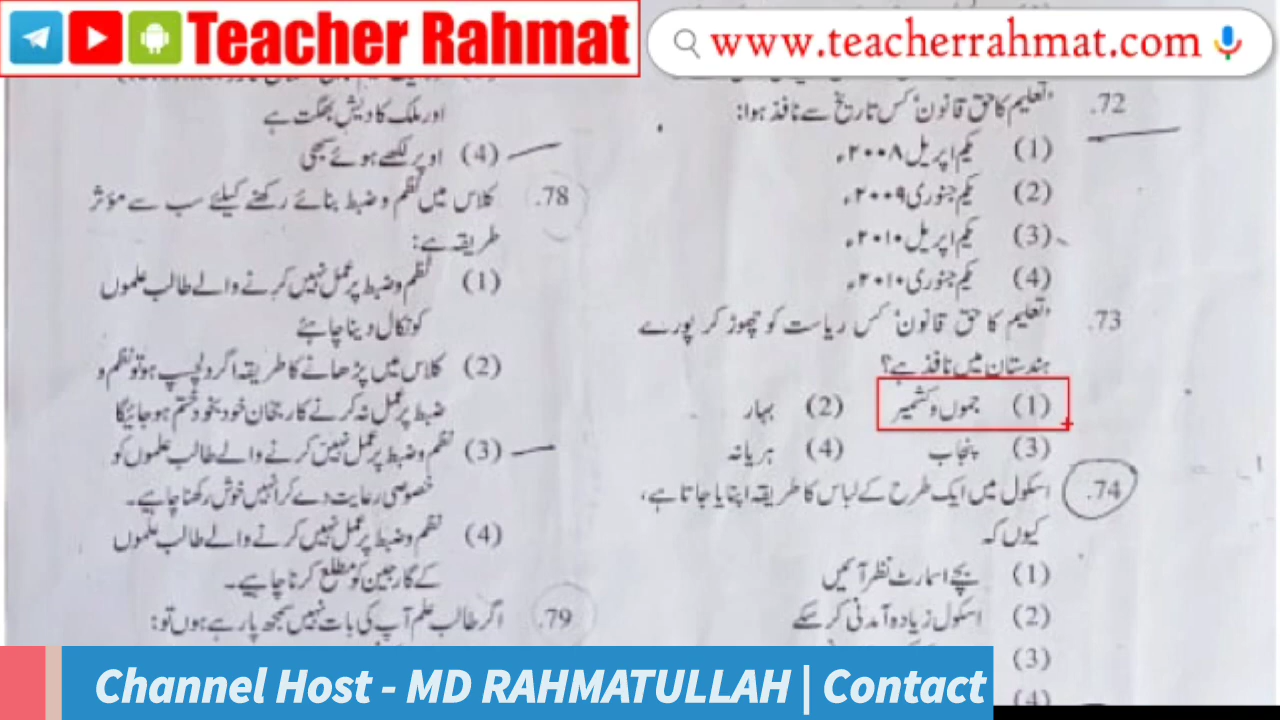 Teacher Rahmat
www.teacherrahmat.com
72. 'تعلیم کا حق قانون' کس تاریخ سے نافذ ہوا:
(1) یکم اپریل ۲۰۰۸ء
(2) یکم جنوری ۲۰۰۹ء
(3) یکم اپریل ۲۰۱۰ء
(4) یکم جنوری ۲۰۱۰ء
73. 'تعلیم کا حق قانون' کس ریاست کو چھوڑ کر پورے
ہندستان میں نافذ ہے؟
(1) جموں و کشمیر (2) بہار
(3) پنجاب (4) ہریانہ
74. اسکول میں ایک طرح کے لباس کا طریقہ اپنایا جاتا ہے،
کیوں کہ
(1) بچے اسمارٹ نظر آئیں
(2) اسکول زیادہ آمدنی کر سکے
(3)
(4)
اور ملک کا دیش بھگت ہے
(4) اوپر لکھے ہوئے سبھی
78. کلاس میں نظم و ضبط بنائے رکھنے کیلئے سب سے مؤثر
طریقہ ہے:
(1) نظم و ضبط پر عمل نہیں کرنے والے طالب علموں
کو نکال دینا چاہئے
(2) کلاس میں پڑھانے کا طریقہ اگر دلچسپ ہو تو نظم و
ضبط پر عمل نہ کرنے کا رجحان خود بخود ختم ہو جائیگا
(3) نظم و ضبط پر عمل نہیں کرنے والے طالب علموں کو
خصوصی رعایت دے کر انہیں خوش رکھنا چاہیے۔
(4) نظم و ضبط پر عمل نہیں کرنے والے طالب علموں
کے گارجین کو مطلع کرنا چاہیے۔
79. اگر طالب علم آپ کی بات نہیں سمجھ پا رہے ہوں تو:
Channel Host - MD RAHMATULLAH | Contact